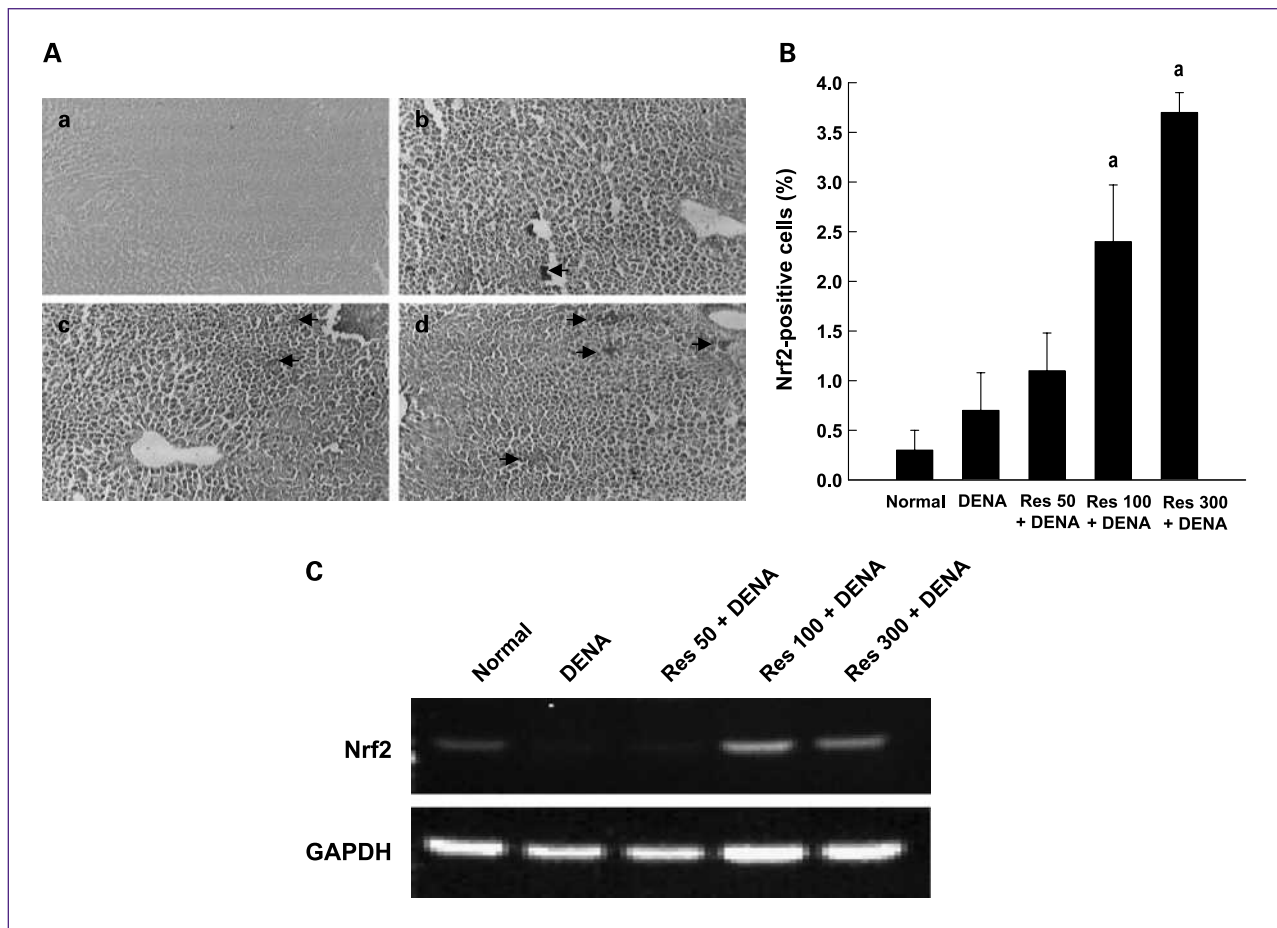 A
a
b
c
d
B
a
a
4.0
3.5
3.0
2.5
2.0
1.5
1.0
0.5
0.0
Nrf2-positive cells (%)
Normal
DENA
Res 50
+ DENA
Res 100
+ DENA
Res 300
+ DENA
C
Normal
DENA
Res 50 + DENA
Res 100 + DENA
Res 300 + DENA
Nrf2
GAPDH